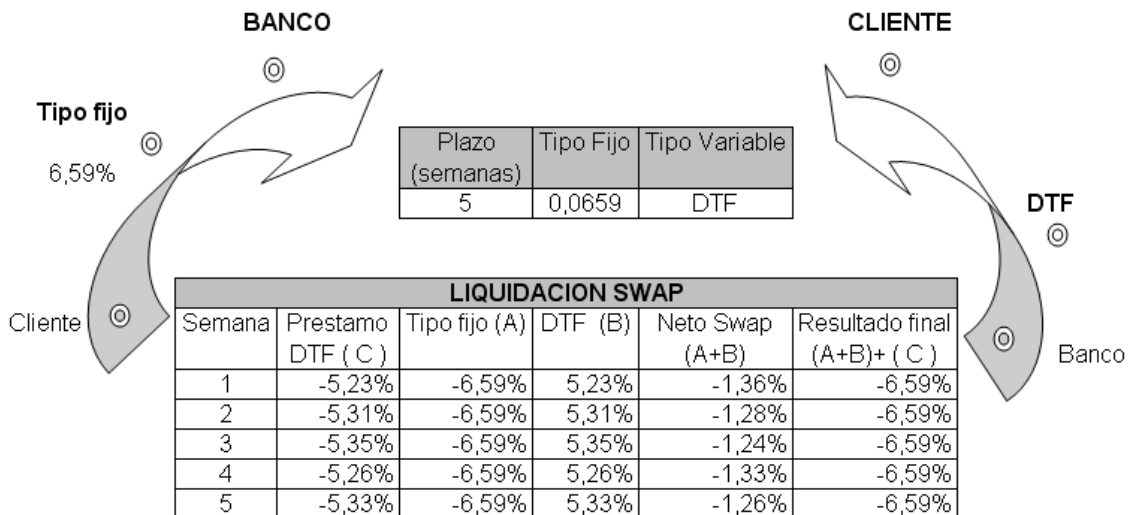 BANCO
CLIENTE
Tipo fijo
6,59%
Plazo (semanas) Tipo Fijo Tipo Variable
5 0,0659 DTF
DTF
Cliente
Banco
LIQUIDACION SWAP
Semana Prestamo DTF ( C ) Tipo fijo (A) DTF (B) Neto Swap (A+B) Resultado final (A+B)+ ( C )
1 -5,23% -6,59% 5,23% -1,36% -6,59%
2 -5,31% -6,59% 5,31% -1,28% -6,59%
3 -5,35% -6,59% 5,35% -1,24% -6,59%
4 -5,26% -6,59% 5,26% -1,33% -6,59%
5 -5,33% -6,59% 5,33% -1,26% -6,59%